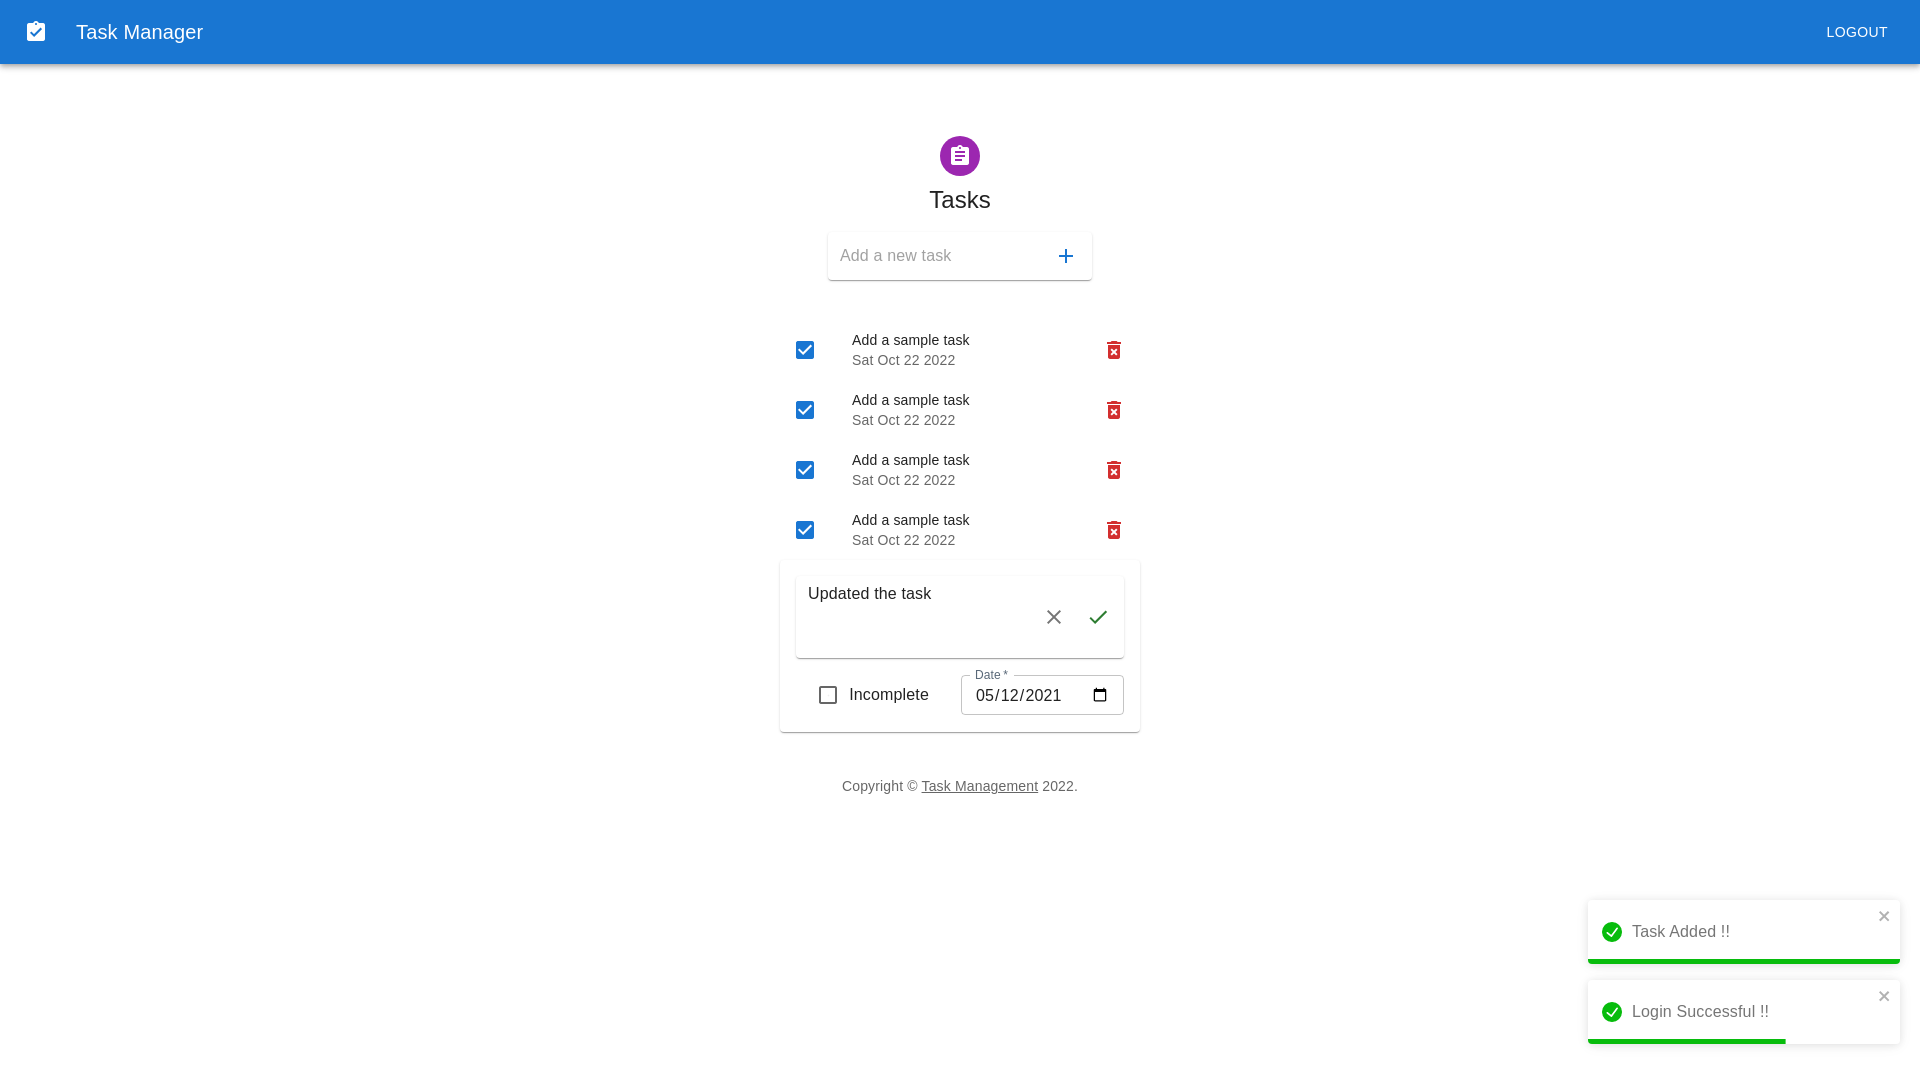 Task Manager
LOGOUT
Tasks
Add a new task
Add a sample task
Sat Oct 22 2022
Add a sample task
Sat Oct 22 2022
Add a sample task
Sat Oct 22 2022
Add a sample task
Sat Oct 22 2022
Updated the task
Date *
Incomplete
05/12/2021
Copyright © Task Management 2022.
Task Added !!
Login Successful !!